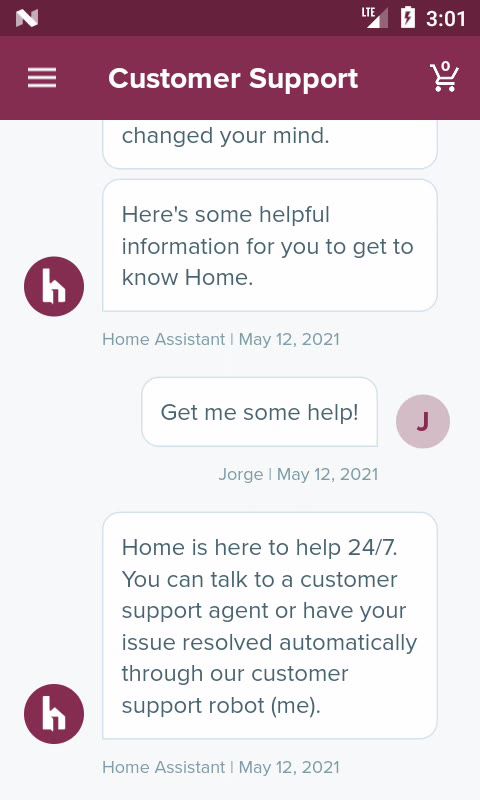 LTE 3:01
Customer Support
0
changed your mind.
Here's some helpful
information for you to get to
know Home.
h
Home Assistant | May 12, 2021
Get me some help!
J
Jorge | May 12, 2021
Home is here to help 24/7.
You can talk to a customer
support agent or have your
issue resolved automatically
through our customer
support robot (me).
h
Home Assistant | May 12, 2021